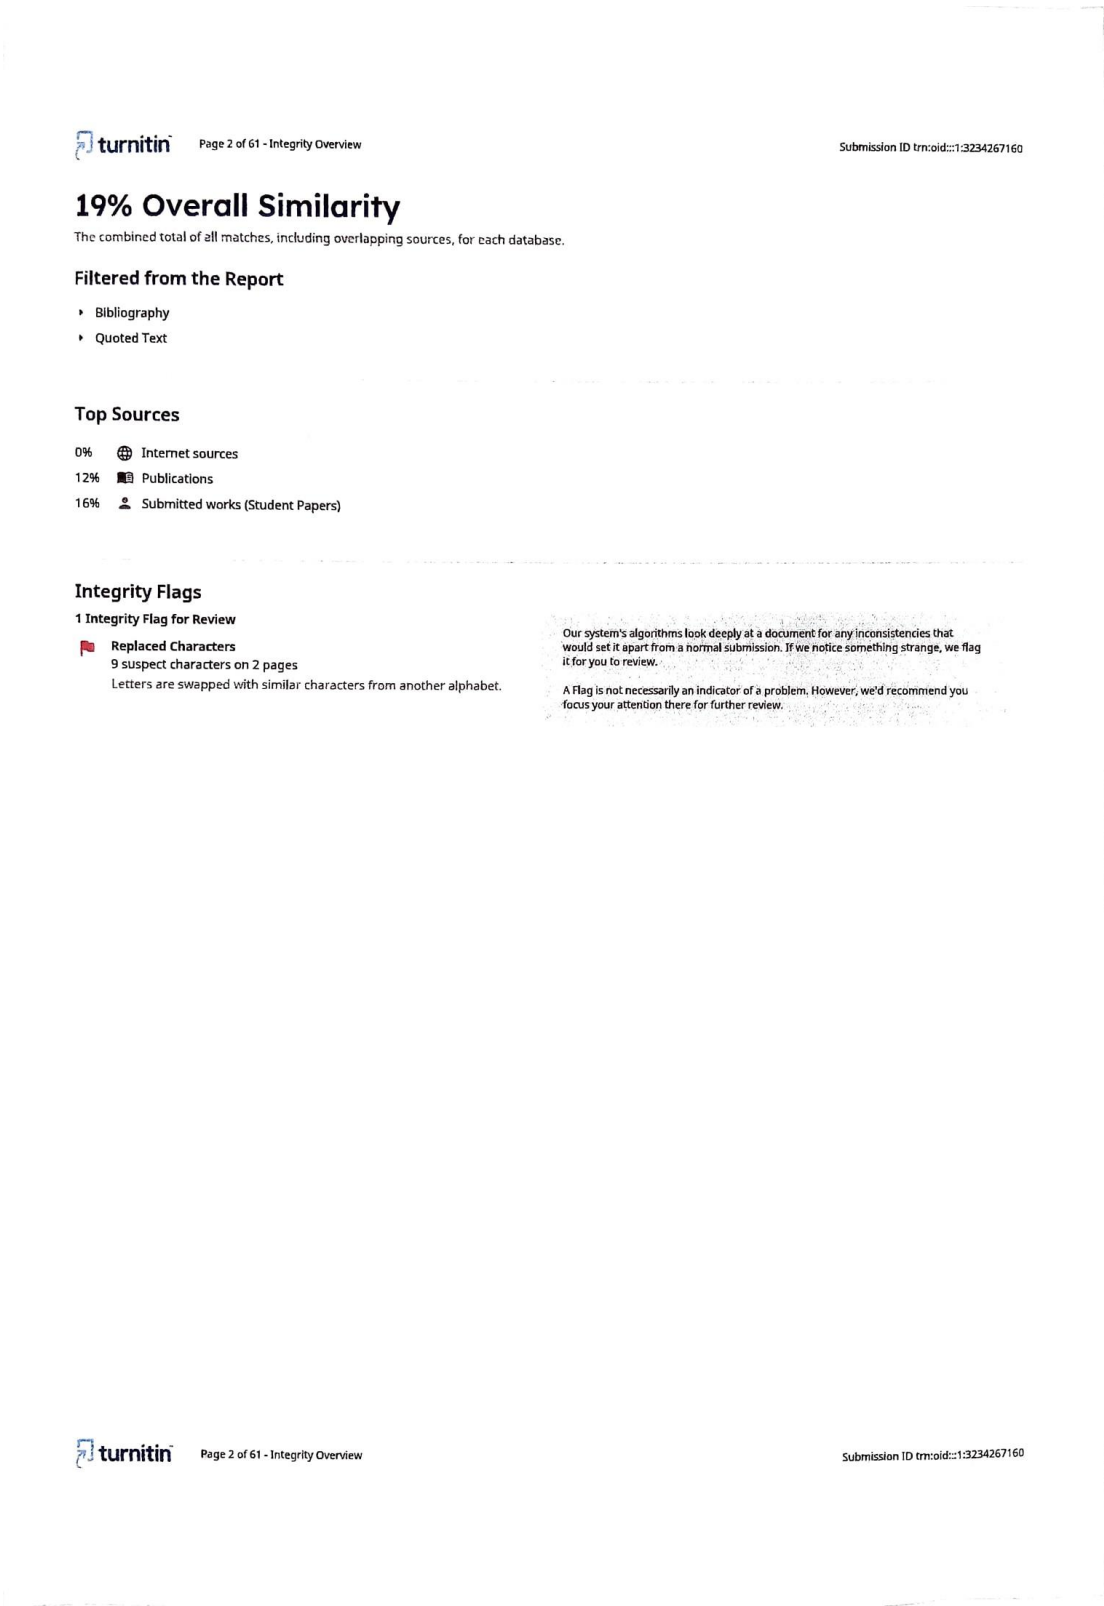 turnitin
Page 2 of 61 - Integrity Overview
Submission ID trn:oid:::1:3234267160
19% Overall Similarity
The combined total of all matches, including overlapping sources, for each database.
Filtered from the Report
Bibliography
Quoted Text
Top Sources
0% Internet sources
12% Publications
16% Submitted works (Student Papers)
Integrity Flags
1 Integrity Flag for Review
Replaced Characters
9 suspect characters on 2 pages
Letters are swapped with similar characters from another alphabet.
Our system's algorithms look deeply at a document for any inconsistencies that
would set it apart from a normal submission. If we notice something strange, we flag
it for you to review.
A Flag is not necessarily an indicator of a problem. However, we'd recommend you
focus your attention there for further review.
turnitin
Page 2 of 61 - Integrity Overview
Submission ID trn:oid:::1:3234267160